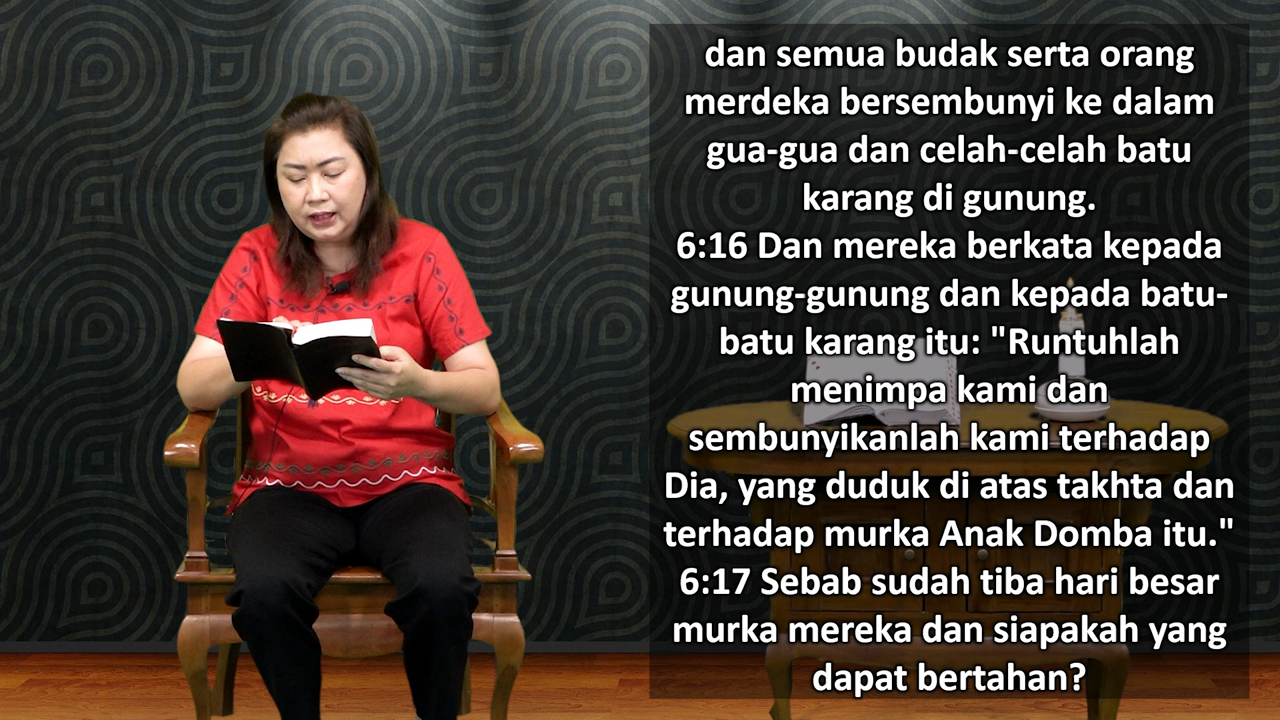 dan semua budak serta orang
merdeka bersembunyi ke dalam
gua-gua dan celah-celah batu
karang di gunung.
6:16 Dan mereka berkata kepada
gunung-gunung dan kepada batu-
batu karang itu: "Runtuhlah
menimpa kami dan
sembunyikanlah kami terhadap
Dia, yang duduk di atas takhta dan
terhadap murka Anak Domba itu."
6:17 Sebab sudah tiba hari besar
murka mereka dan siapakah yang
dapat bertahan?